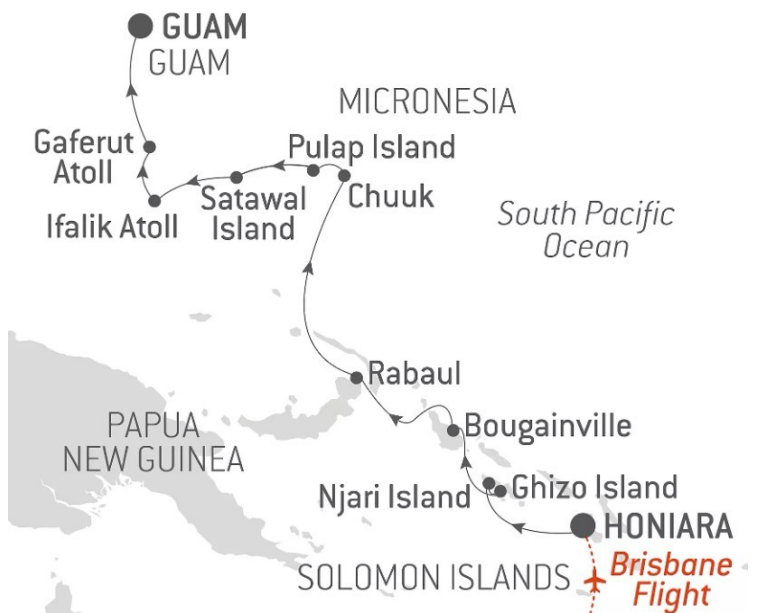 GUAM
GUAM
MICRONESIA
Gaferut
Atoll
Pulap Island
Satawal
Island
Chuuk
Ifalik Atoll
South Pacific
Ocean
Rabaul
PAPUA
NEW GUINEA
Bougainville
Njari Island
Ghizo Island
HONIARA
SOLOMON ISLANDS
Brisbane
Flight